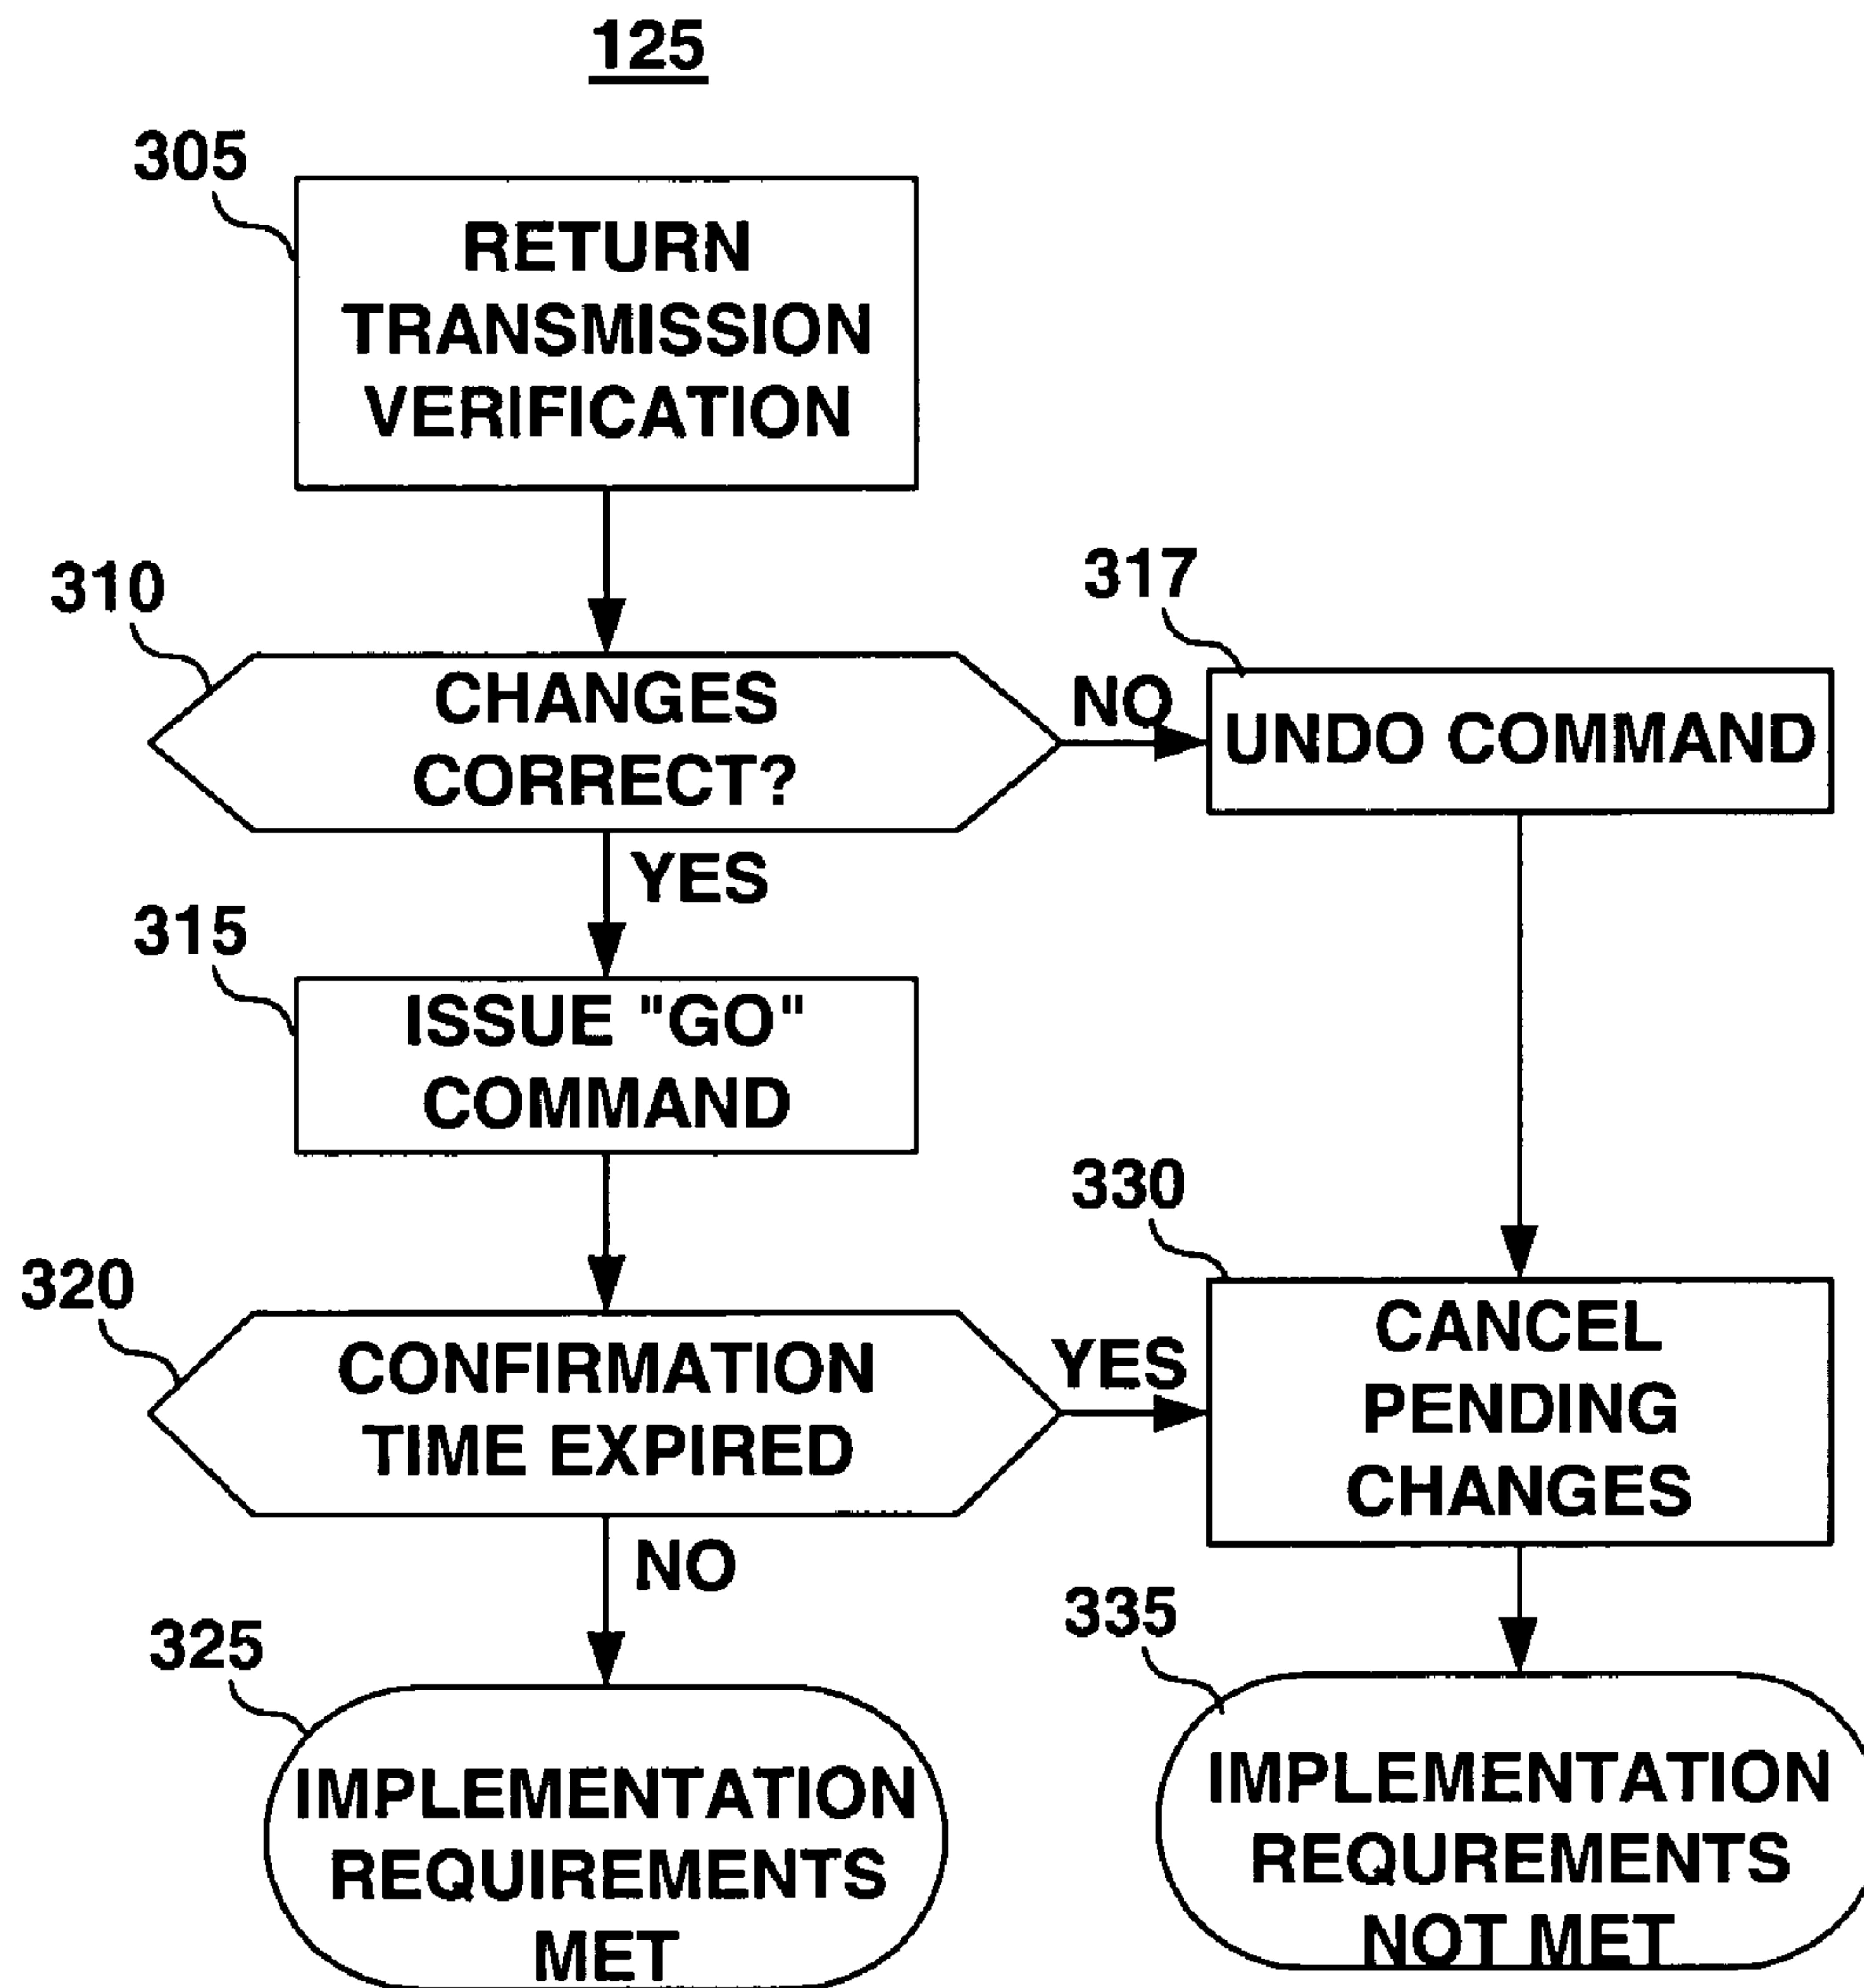 125
305
RETURN
TRANSMISSION
VERIFICATION
310
CHANGES
CORRECT?
NO
317
UNDO COMMAND
YES
315
ISSUE "GO"
COMMAND
320
CONFIRMATION
TIME EXPIRED
YES
330
CANCEL
PENDING
CHANGES
NO
325
IMPLEMENTATION
REQUIREMENTS
MET
335
IMPLEMENTATION
REQUREMENTS
NOT MET